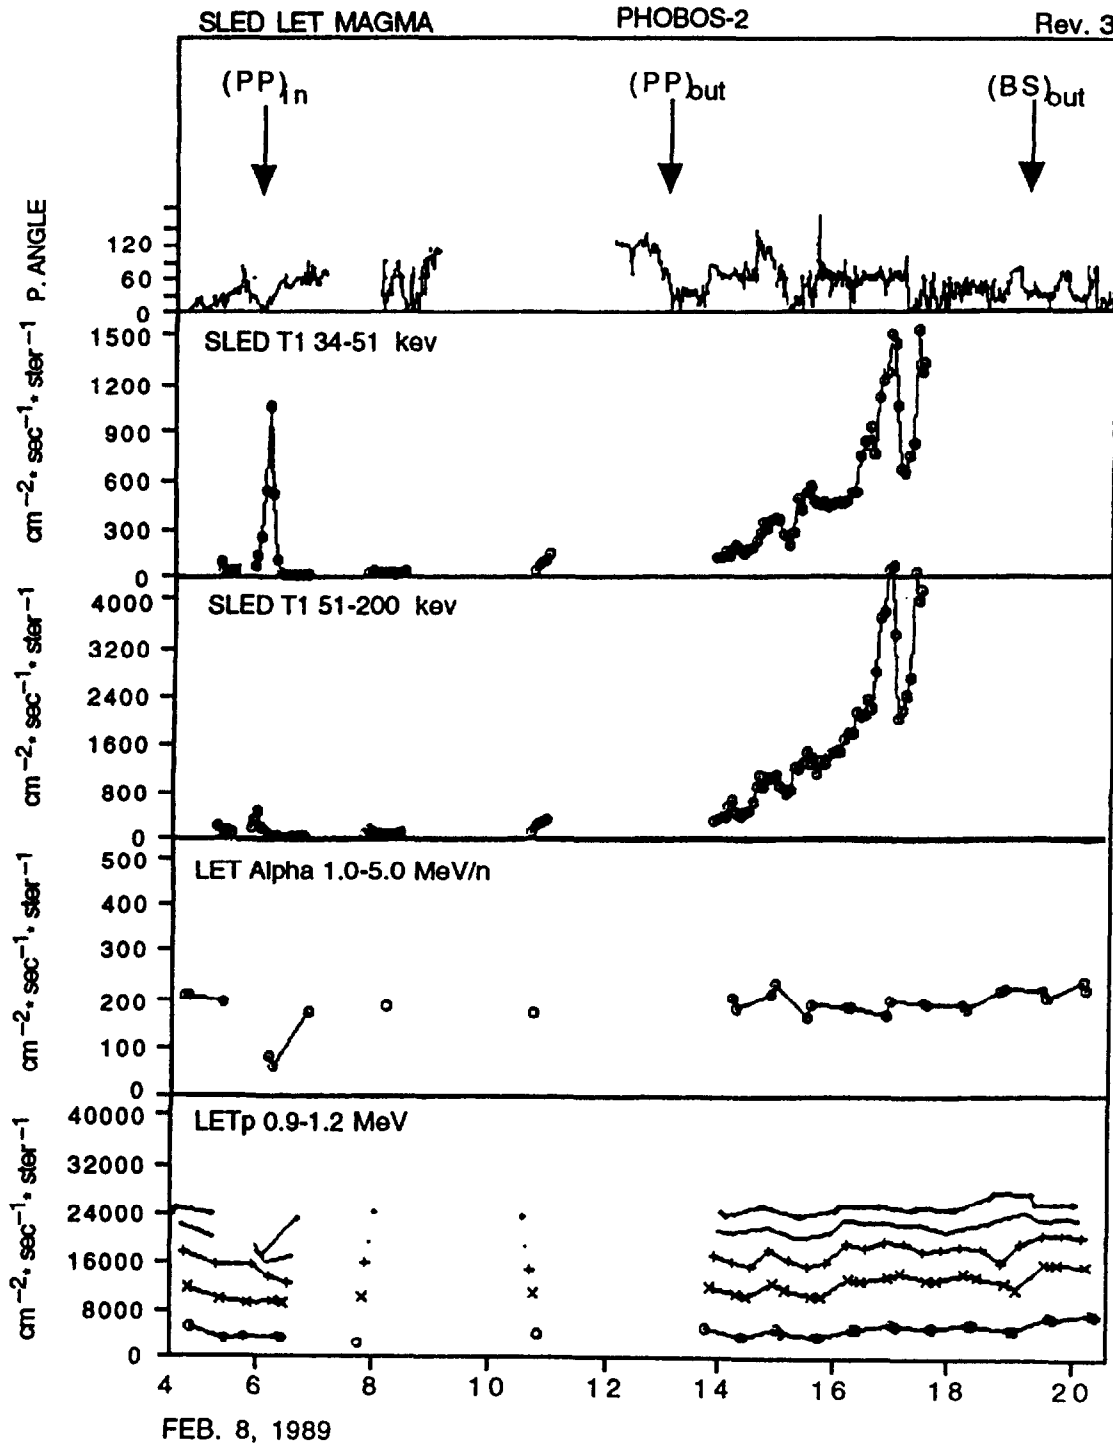 SLED LET MAGMA PHOBOS-2 Rev. 3
(PP)in (PP)out (BS)out
P. ANGLE
120
60
0
cm−2* sec−1* ster−1
SLED T1 34-51 kev
1500
1200
900
600
300
0
cm−2* sec−1* ster−1
SLED T1 51-200 kev
4000
3200
2400
1600
800
0
cm−2* sec−1* ster−1
LET Alpha 1.0-5.0 MeV/n
500
400
300
200
100
0
cm−2* sec−1* ster−1
LETp 0.9-1.2 MeV
40000
32000
24000
16000
8000
0
4 6 8 10 12 14 16 18 20
FEB. 8, 1989